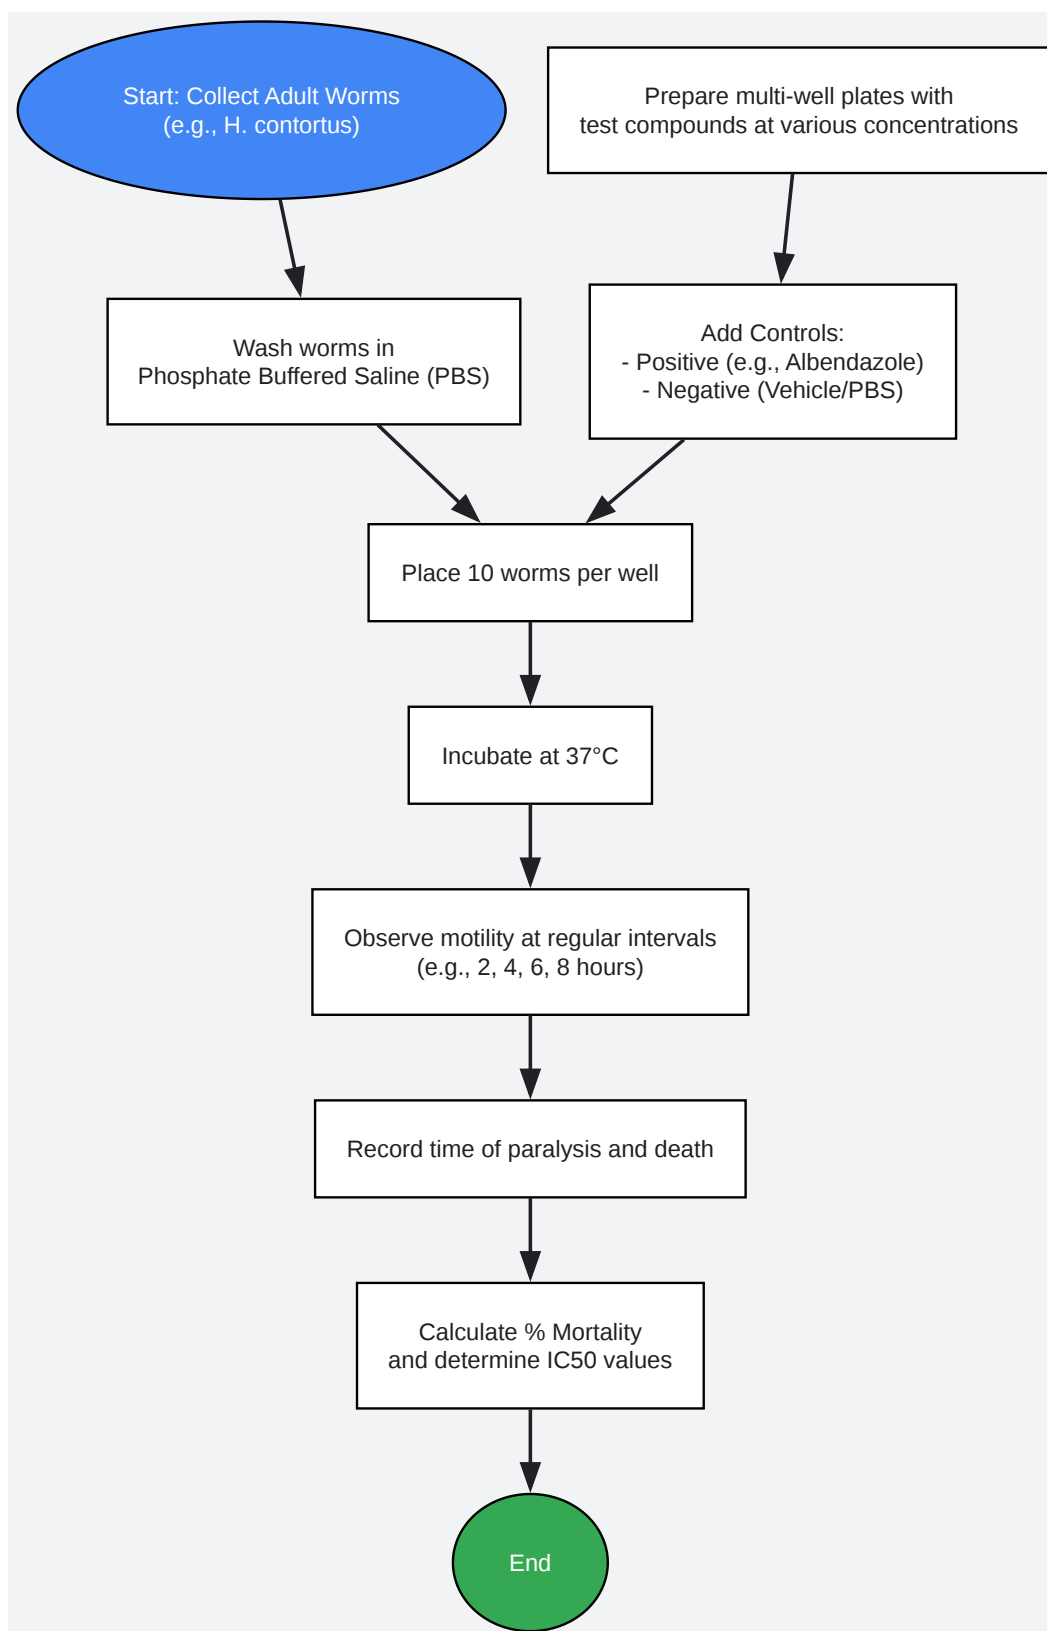 Start: Collect Adult Worms
(e.g., H. contortus)
Prepare multi-well plates with
test compounds at various concentrations
Wash worms in
Phosphate Buffered Saline (PBS)
Add Controls:
- Positive (e.g., Albendazole)
- Negative (Vehicle/PBS)
Place 10 worms per well
Incubate at 37°C
Observe motility at regular intervals
(e.g., 2, 4, 6, 8 hours)
Record time of paralysis and death
Calculate % Mortality
and determine IC50 values
End